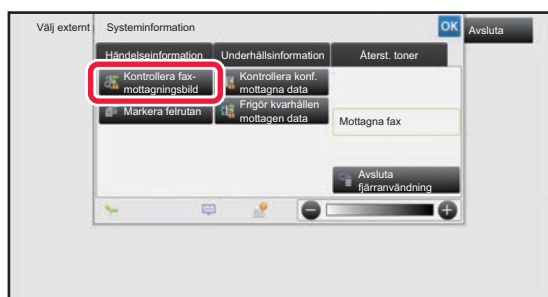 Välj externt
Systeminformation
OK
Avsluta
Händelseinformation
Underhållsinformation
Återst. toner
Kontrollera fax-
mottagningsbild
Kontrollera konf.
mottagna data
Markera felrutan
Frigör kvarhållen
mottagen data
Mottagna fax
Avsluta
fjärranvändning